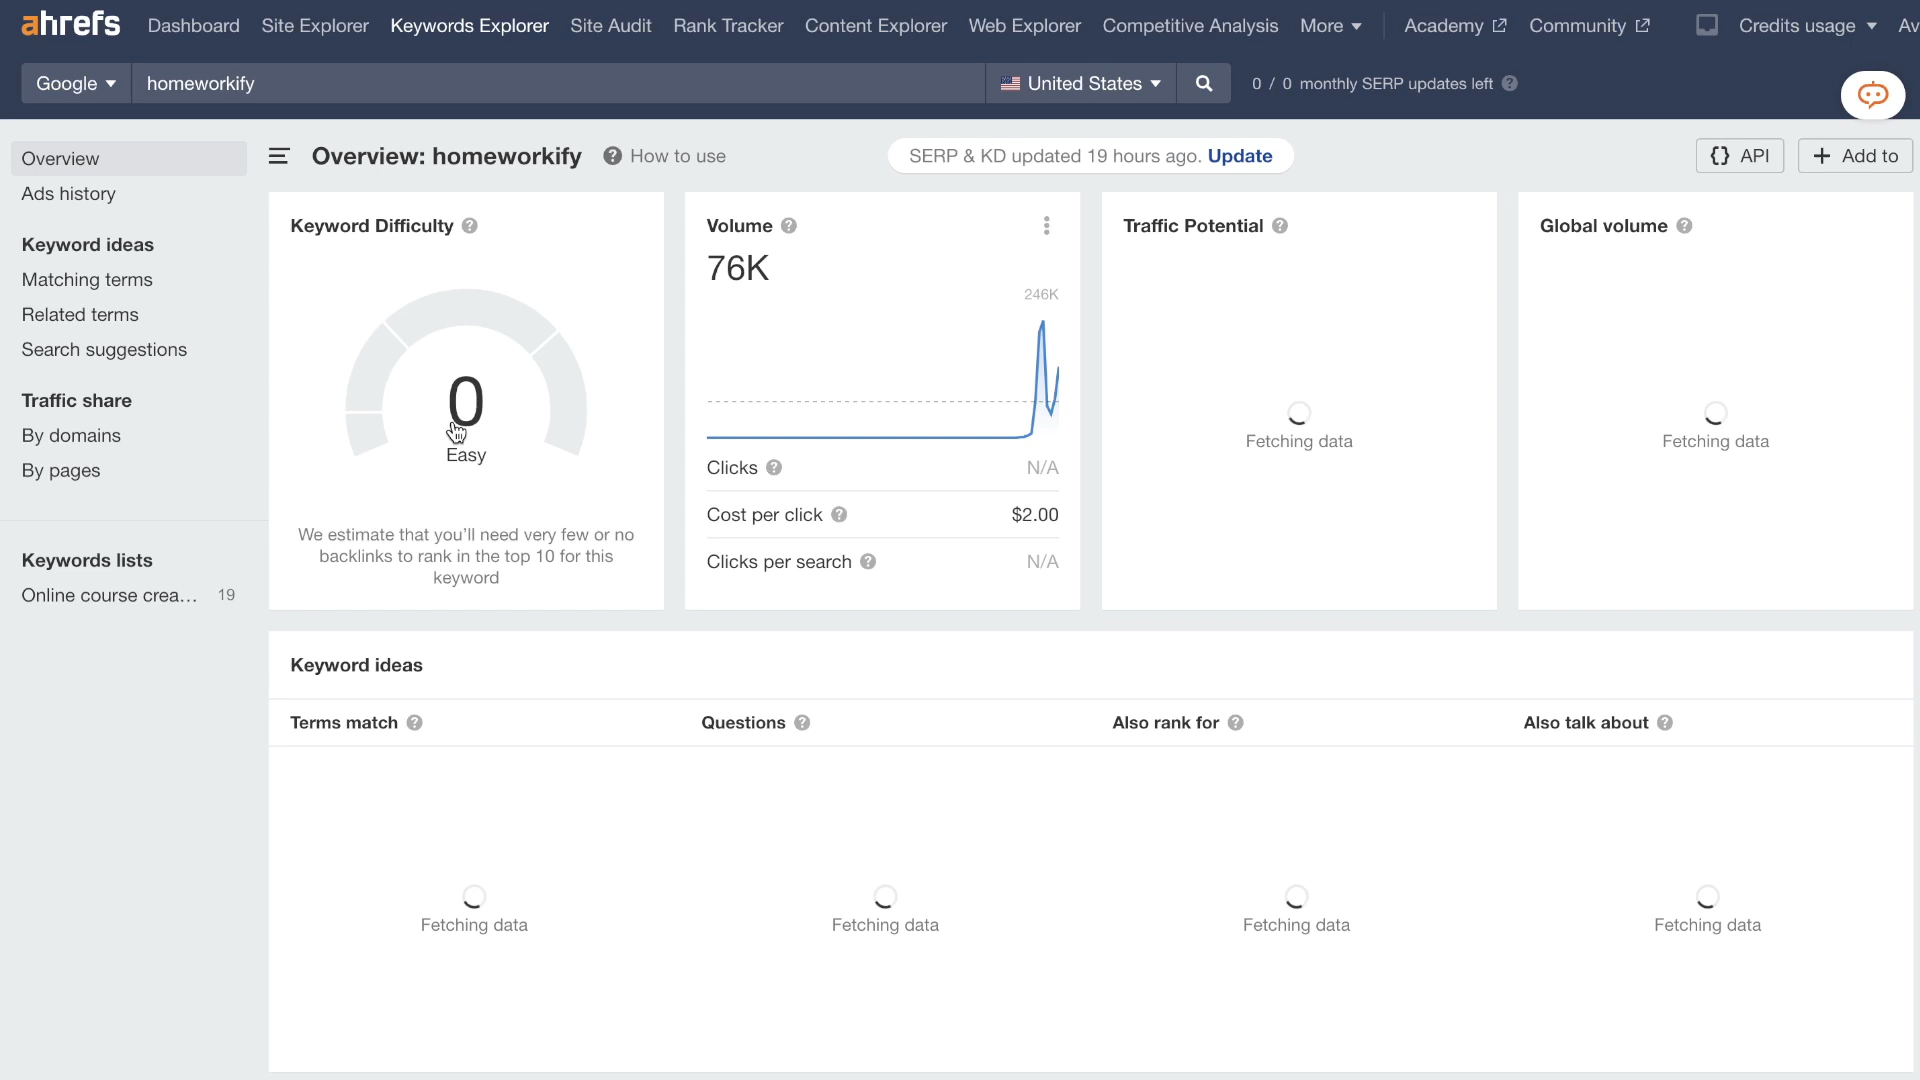 ahrefs Dashboard Site Explorer Keywords Explorer Site Audit Rank Tracker Content Explorer Web Explorer Competitive Analysis More Academy Community Credits usage Av
Google homeworkify United States 0 / 0 monthly SERP updates left
Overview
Ads history
Keyword ideas
Matching terms
Related terms
Search suggestions
Traffic share
By domains
By pages
Keywords lists
Online course crea... 19
Overview: homeworkify How to use SERP & KD updated 19 hours ago. Update {} API + Add to
Keyword Difficulty
0
Easy
We estimate that you'll need very few or no
backlinks to rank in the top 10 for this
keyword
Volume
76K
246K
Clicks N/A
Cost per click $2.00
Clicks per search N/A
Traffic Potential
Fetching data
Global volume
Fetching data
Keyword ideas
Terms match Questions Also rank for Also talk about
Fetching data Fetching data Fetching data Fetching data